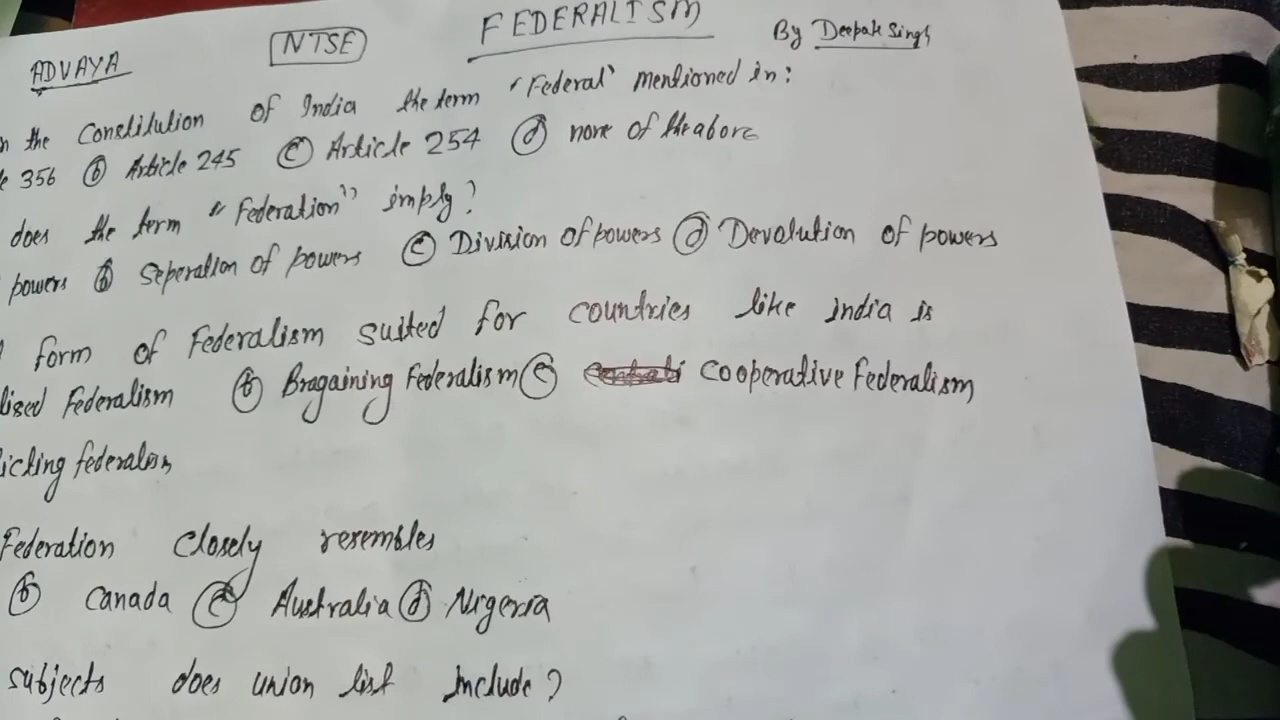 ADVAYA NTSE FEDERALISM By Deepak Singh
n the Constitution of India the term "Federal" mentioned in:
e 356 (b) Article 245 (c) Article 254 (d) none of the above
does the term "Federation" imply?
powers (b) Seperation of powers (c) Division of powers (d) Devolution of powers
form of Federalism suited for countries like india is
lised Federalism (b) Bragaining Federalism (c) cooperative Federalism
icting federalism
Federation closely resembles
(b) Canada (c) Australia (d) Nigeria
subjects does union list include?